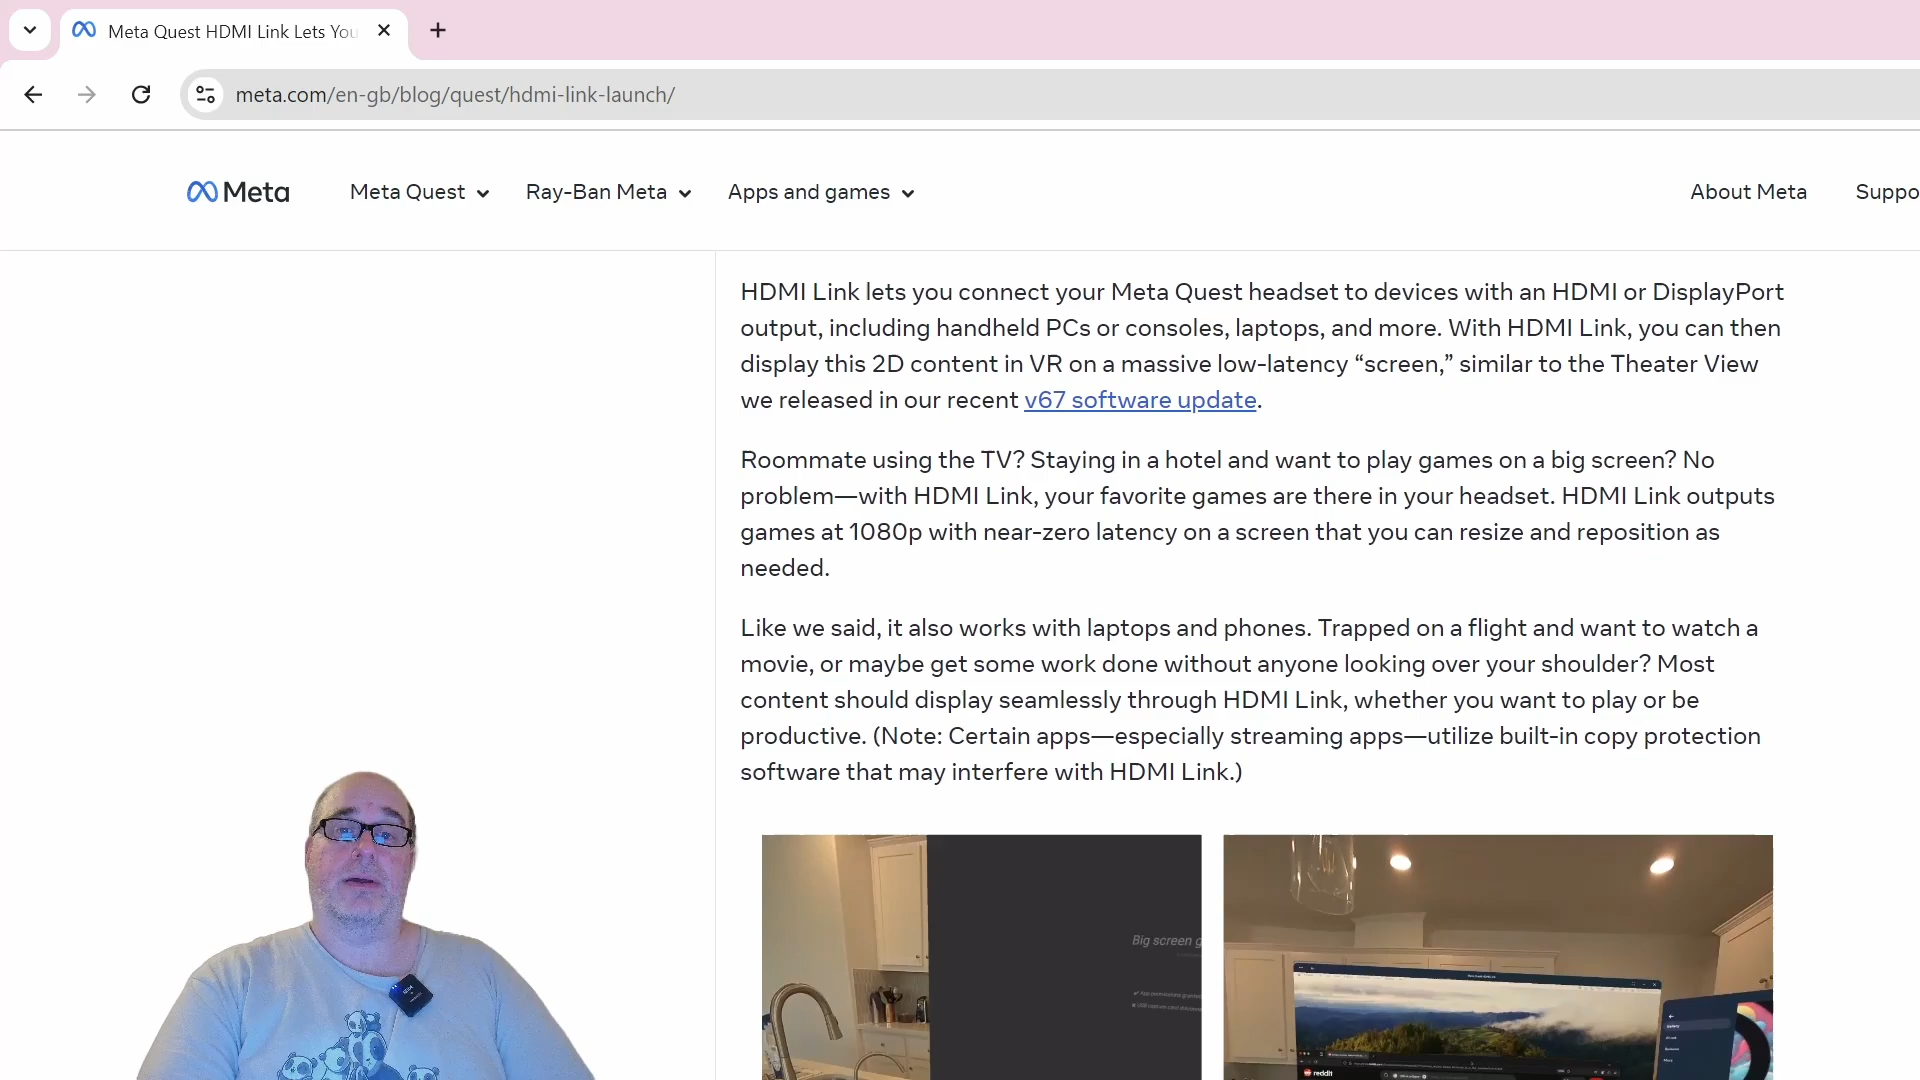 Meta Quest HDMI Link Lets You
meta.com/en-gb/blog/quest/hdmi-link-launch/
Meta
Meta Quest
Ray-Ban Meta
Apps and games
About Meta
Suppo
HDMI Link lets you connect your Meta Quest headset to devices with an HDMI or DisplayPort
output, including handheld PCs or consoles, laptops, and more. With HDMI Link, you can then
display this 2D content in VR on a massive low-latency “screen,” similar to the Theater View
we released in our recent v67 software update.
Roommate using the TV? Staying in a hotel and want to play games on a big screen? No
problem—with HDMI Link, your favorite games are there in your headset. HDMI Link outputs
games at 1080p with near-zero latency on a screen that you can resize and reposition as
needed.
Like we said, it also works with laptops and phones. Trapped on a flight and want to watch a
movie, or maybe get some work done without anyone looking over your shoulder? Most
content should display seamlessly through HDMI Link, whether you want to play or be
productive. (Note: Certain apps—especially streaming apps—utilize built-in copy protection
software that may interfere with HDMI Link.)
Big screen g
reddit